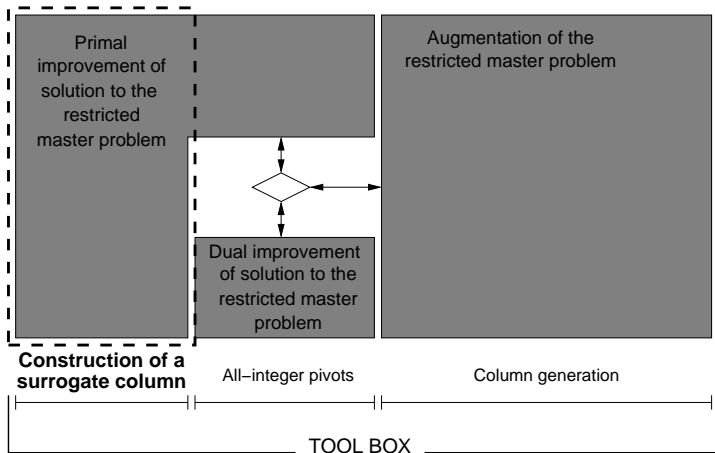 Primal
improvement of
solution to the
restricted
master problem
Augmentation of the
restricted master problem
Dual improvement
of solution to the
restricted master
problem
Construction of a
surrogate column
All−integer pivots
Column generation
TOOL BOX